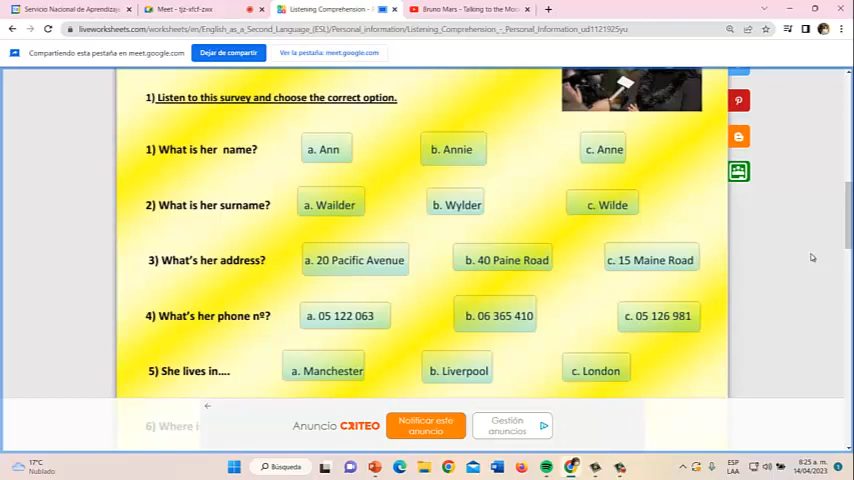 Servicio Nacional de Aprendizaje
Meet - tjz-xfcf-zwx
Listening Comprehension -
Bruno Mars - Talking to the Moo
liveworksheets.com/worksheets/en/English_as_a_Second_Language_(ESL)/Personal_information/Listening_Comprehension_-_Personal_Information_ud1121925yu
Compartiendo esta pestaña en meet.google.com
Dejar de compartir
Ver la pestaña: meet.google.com
1) Listen to this survey and choose the correct option.
1) What is her name? a. Ann b. Annie c. Anne
2) What is her surname? a. Wailder b. Wylder c. Wilde
3) What's her address? a. 20 Pacific Avenue b. 40 Paine Road c. 15 Maine Road
4) What's her phone nº? a. 05 122 063 b. 06 365 410 c. 05 126 981
5) She lives in.... a. Manchester b. Liverpool c. London
6) Where i
Anuncio CRITEO
Notificar este anuncio
Gestión anuncios
17°C
Nublado
Búsqueda
ESP
LAA
8:25 a. m.
14/04/2023